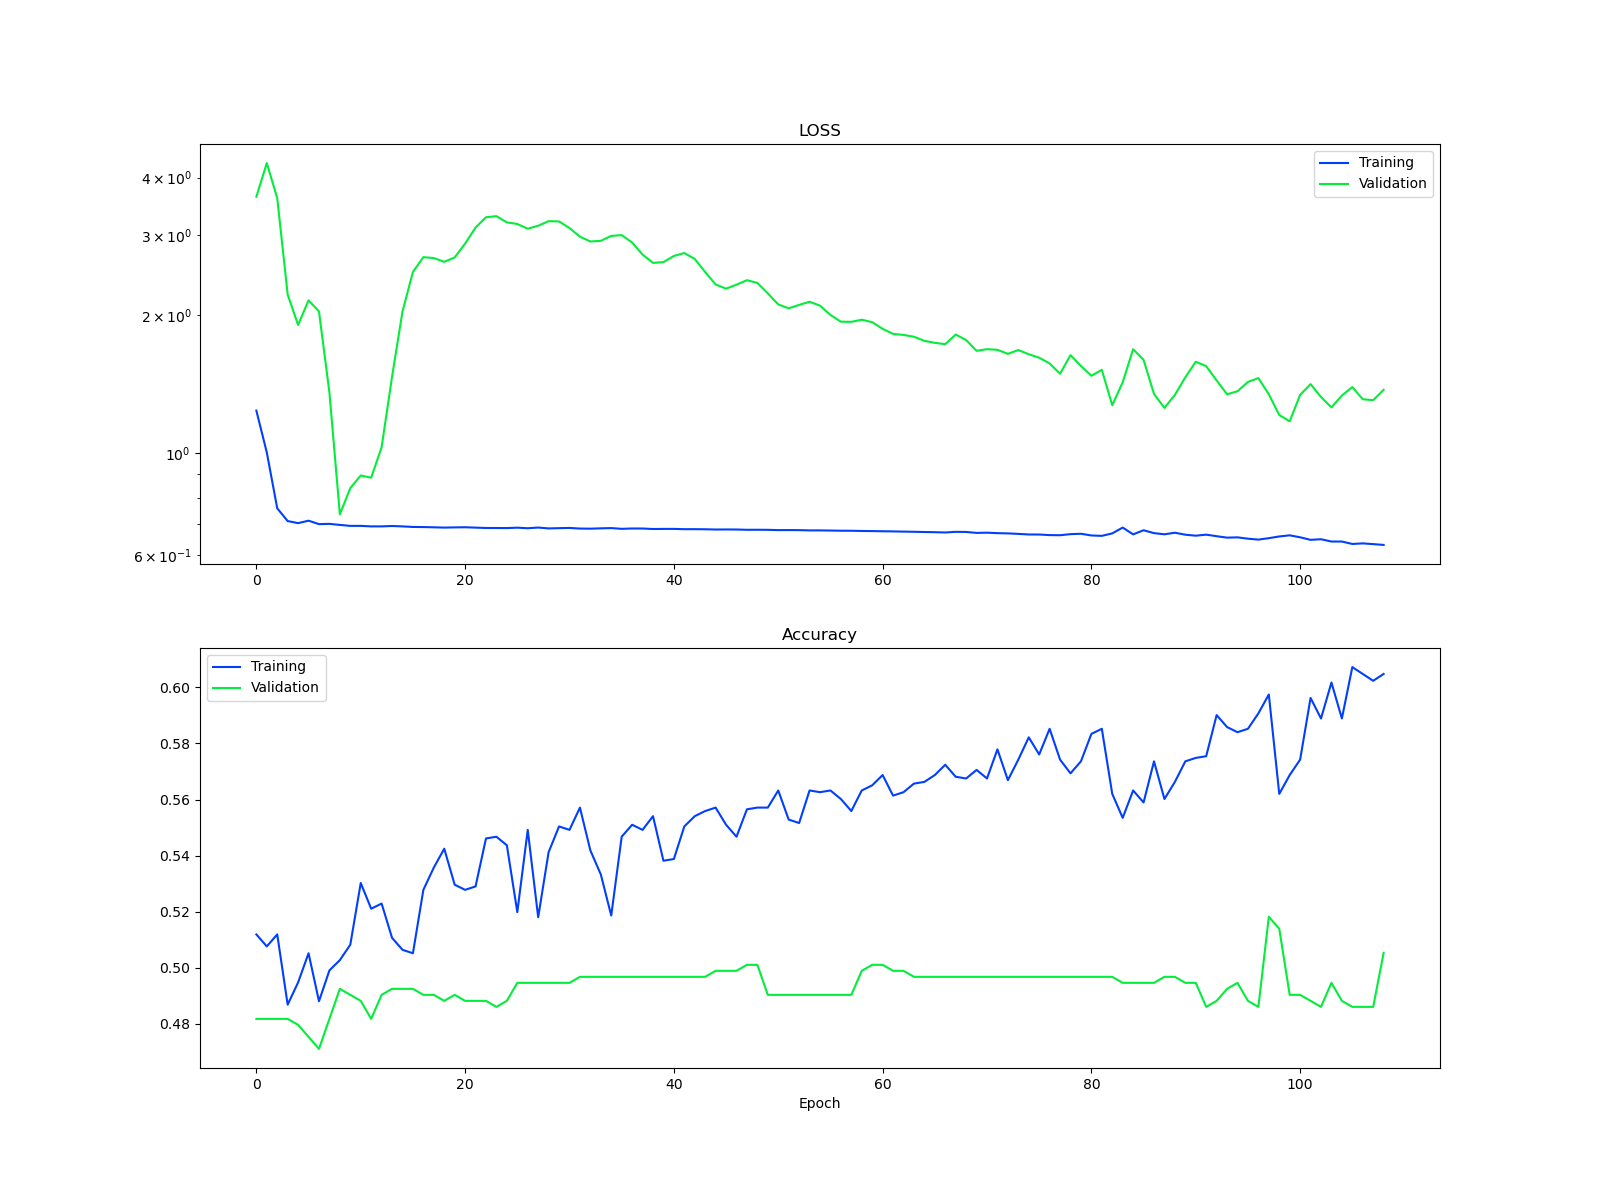 LOSS
4 × 10⁰
3 × 10⁰
2 × 10⁰
10⁰
6 × 10⁻¹
Training
Validation
0 20 40 60 80 100
Accuracy
Training
Validation
0.60
0.58
0.56
0.54
0.52
0.50
0.48
0 20 40 60 80 100
Epoch